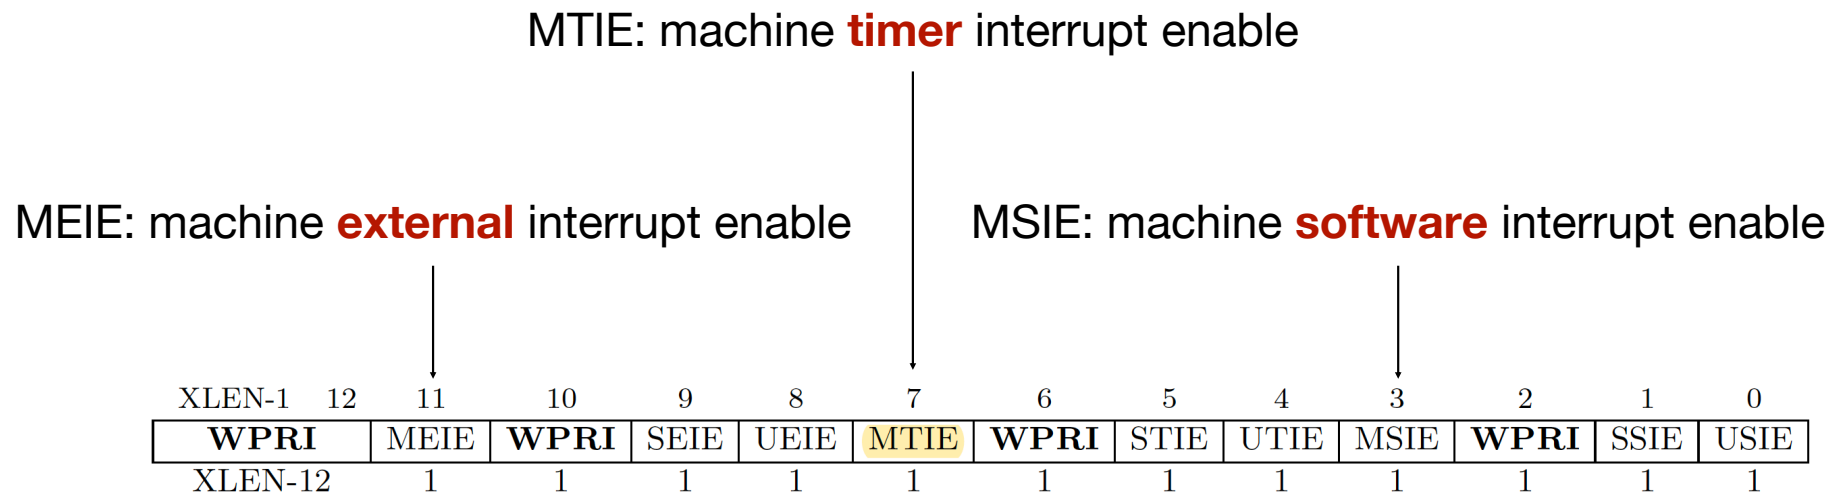 MTIE: machine timer interrupt enable
MEIE: machine external interrupt enable
MSIE: machine software interrupt enable
XLEN-1 12 11 10 9 8 7 6 5 4 3 2 1 0
WPRI MEIE WPRI SEIE UEIE MTIE WPRI STIE UTIE MSIE WPRI SSIE USIE
XLEN-12 1 1 1 1 1 1 1 1 1 1 1 1